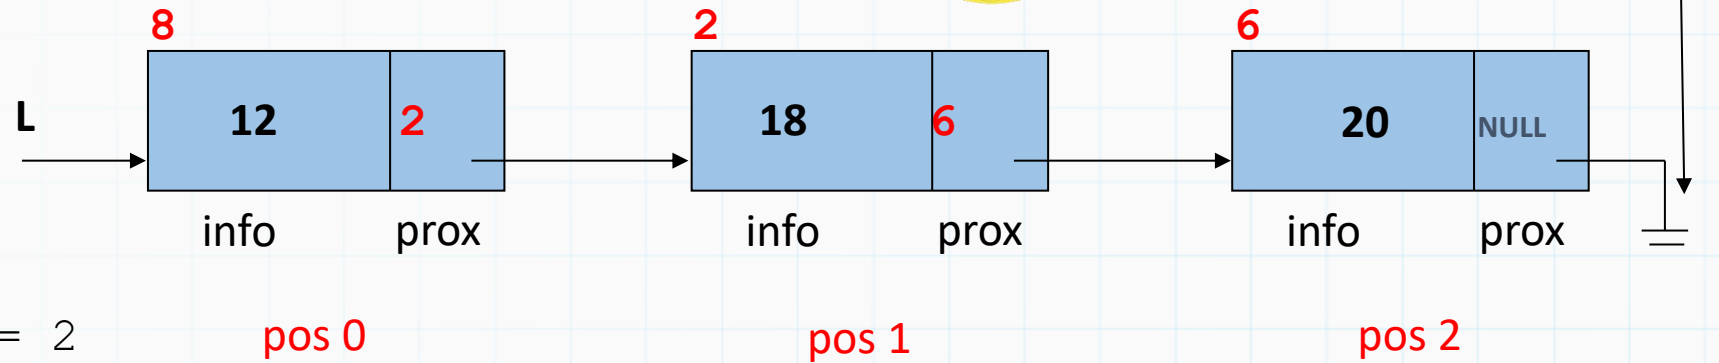 8 2 6
L 12 2 18 6 20 NULL
info prox info prox info prox
= 2 pos 0 pos 1 pos 2